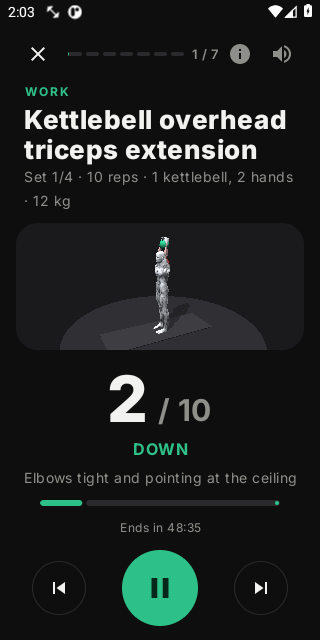 2:03
1 / 7
WORK
Kettlebell overhead
triceps extension
Set 1/4 · 10 reps · 1 kettlebell, 2 hands
· 12 kg
2 / 10
DOWN
Elbows tight and pointing at the ceiling
Ends in 48:35